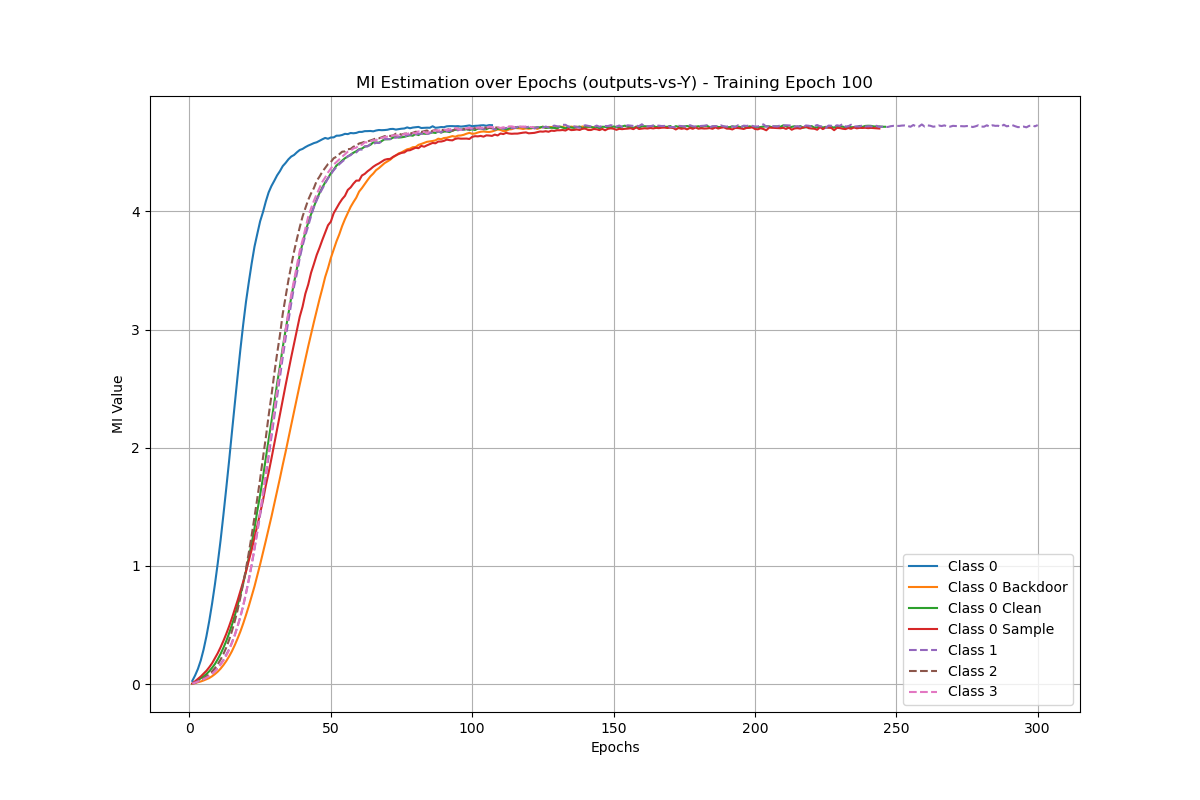 MI Estimation over Epochs (outputs-vs-Y) - Training Epoch 100
MI Value
4
3
2
1
0
0 50 100 150 200 250 300
Epochs
Class 0
Class 0 Backdoor
Class 0 Clean
Class 0 Sample
Class 1
Class 2
Class 3